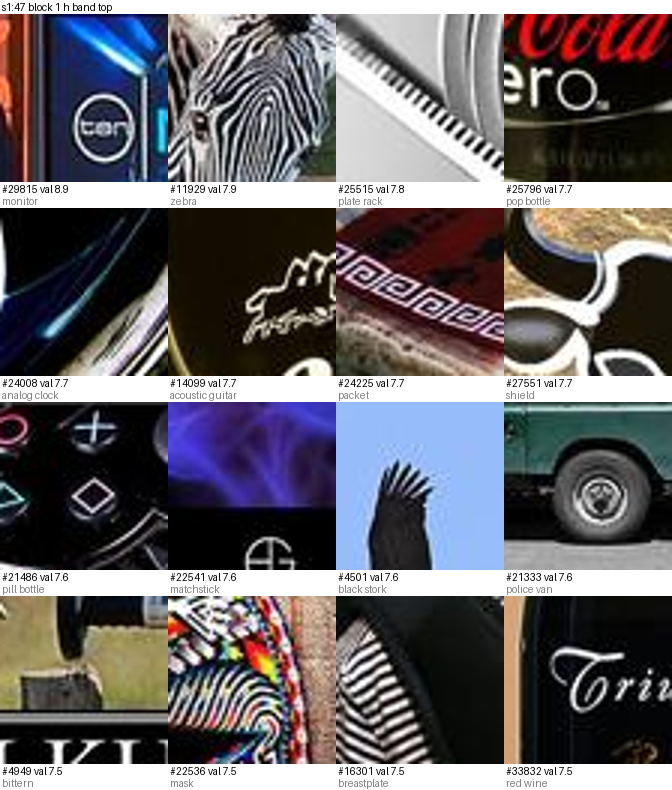 s1:47 block 1 h band top
tan
Cola
ero
#29815 val 8.9
monitor
#11929 val 7.9
zebra
#25515 val 7.8
plate rack
#25796 val 7.7
pop bottle
#24008 val 7.7
analog clock
#14099 val 7.7
acoustic guitar
#24225 val 7.7
packet
#27551 val 7.7
shield
#21486 val 7.6
pill bottle
#22541 val 7.6
matchstick
#4501 val 7.6
black stork
#21333 val 7.6
police van
Triv
#4949 val 7.5
bittern
#22536 val 7.5
mask
#16301 val 7.5
breastplate
#33832 val 7.5
red wine